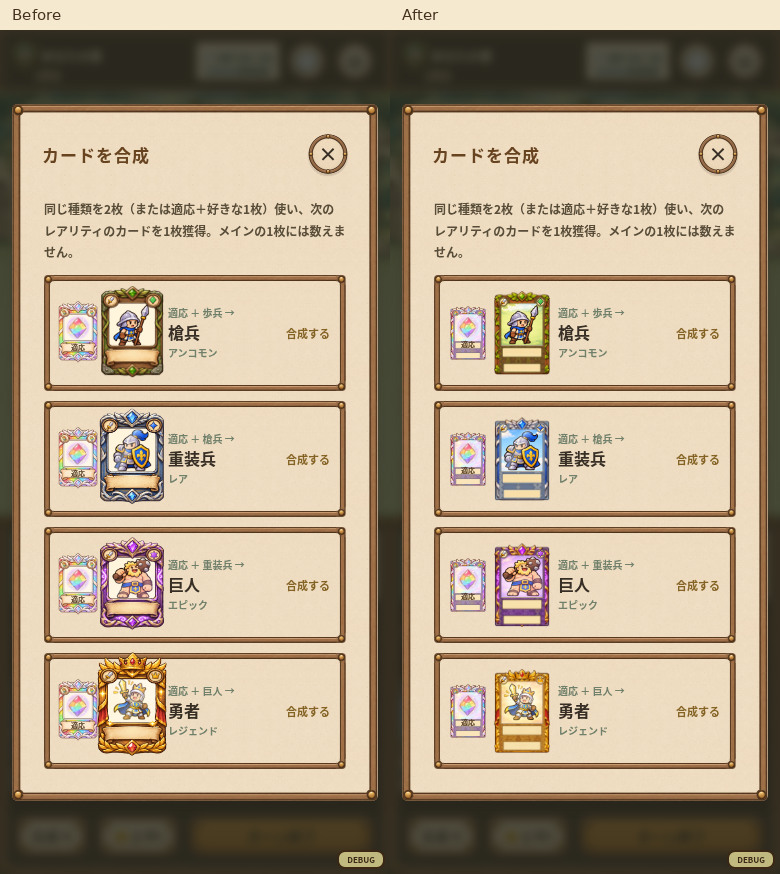 Before
After
カードを合成
同じ種類を2枚（または適応＋好きな1枚）使い、次の
レアリティのカードを1枚獲得。メインの1枚には数えま
せん。
適応
適応 ＋ 歩兵 →
槍兵
アンコモン
合成する
適応
適応 ＋ 槍兵 →
重装兵
レア
合成する
適応
適応 ＋ 重装兵 →
巨人
エピック
合成する
適応
適応 ＋ 巨人 →
勇者
レジェンド
合成する
DEBUG
カードを合成
同じ種類を2枚（または適応＋好きな1枚）使い、次の
レアリティのカードを1枚獲得。メインの1枚には数えま
せん。
適応
適応 ＋ 歩兵 →
槍兵
アンコモン
合成する
適応
適応 ＋ 槍兵 →
重装兵
レア
合成する
適応
適応 ＋ 重装兵 →
巨人
エピック
合成する
適応
適応 ＋ 巨人 →
勇者
レジェンド
合成する
DEBUG